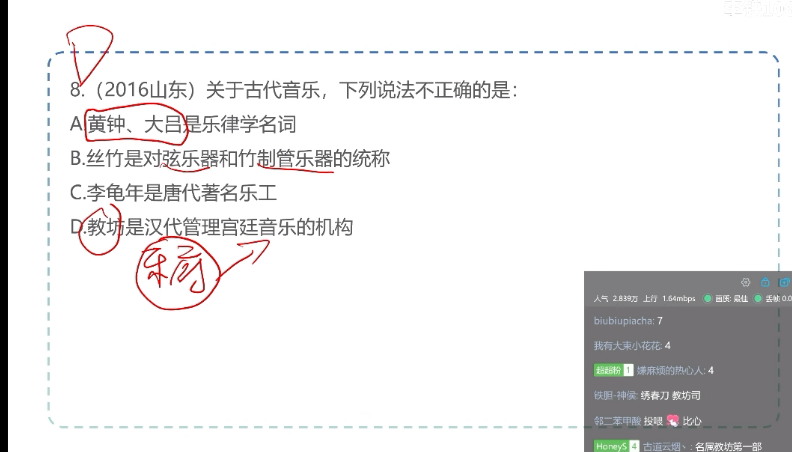 8.（2016山东）关于古代音乐，下列说法不正确的是：
A.黄钟、大吕是乐律学名词
B.丝竹是对弦乐器和竹制管乐器的统称
C.李龟年是唐代著名乐工
D.教坊是汉代管理宫廷音乐的机构
乐府
人气 2.839万 上行 1.64mbps 画质: 最佳 丢帧 0.0
biubiupiacha: 7
我有大束小花花: 4
超超粉 1 嫌麻烦的热心人: 4
铁胆-神侯: 绣春刀 教坊司
邻二苯甲酸 投喂 比心
HoneyS 4 古道云烟丶: 名属教坊第一部